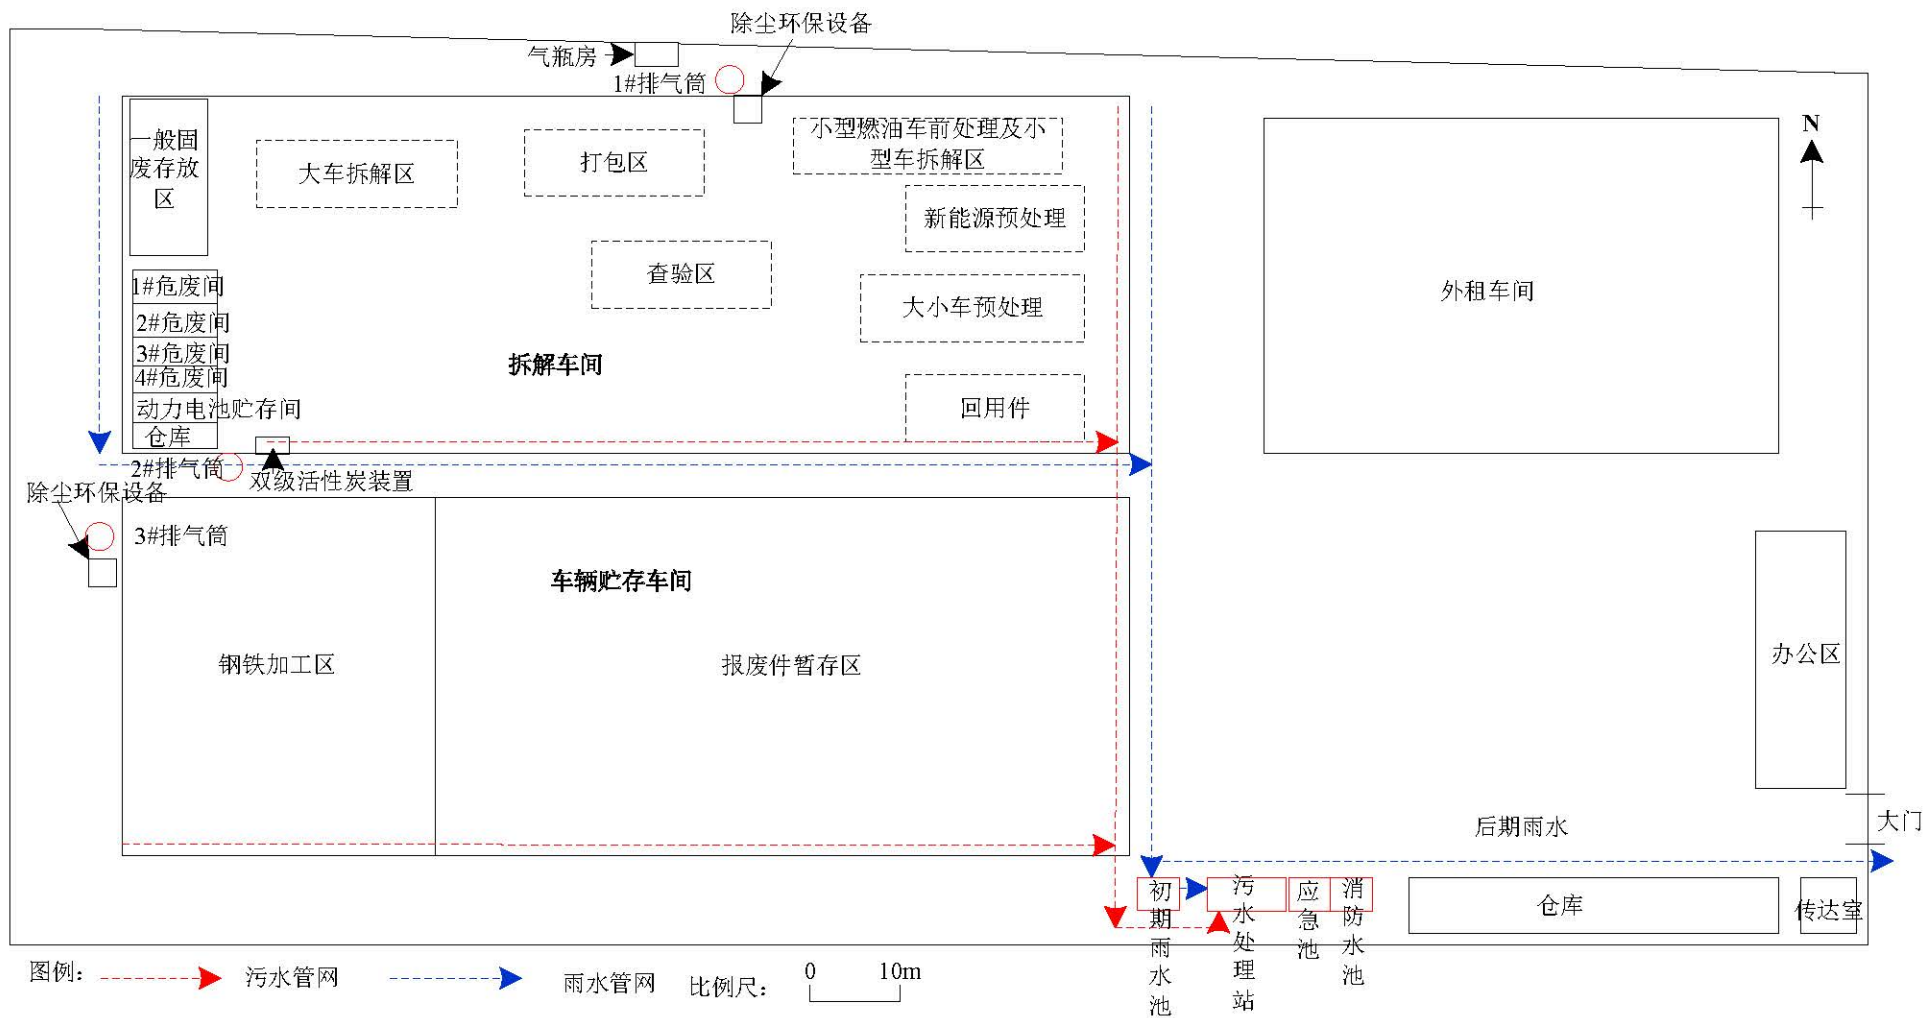 除尘环保设备
气瓶房
1#排气筒
一般固
废存放
区
大车拆解区
打包区
小型燃油车前处理及小
型车拆解区
N
新能源预处理
查验区
大小车预处理
外租车间
1#危废间
2#危废间
3#危废间
4#危废间
动力电池贮存间
仓库
拆解车间
回用件
2#排气筒
双级活性炭装置
除尘环保设备
3#排气筒
车辆贮存车间
钢铁加工区
报废件暂存区
办公区
大门
后期雨水
初期雨水池
污水处理站
应急池
消防水池
仓库
传达室
图例：
污水管网
雨水管网
比例尺：
0 10m